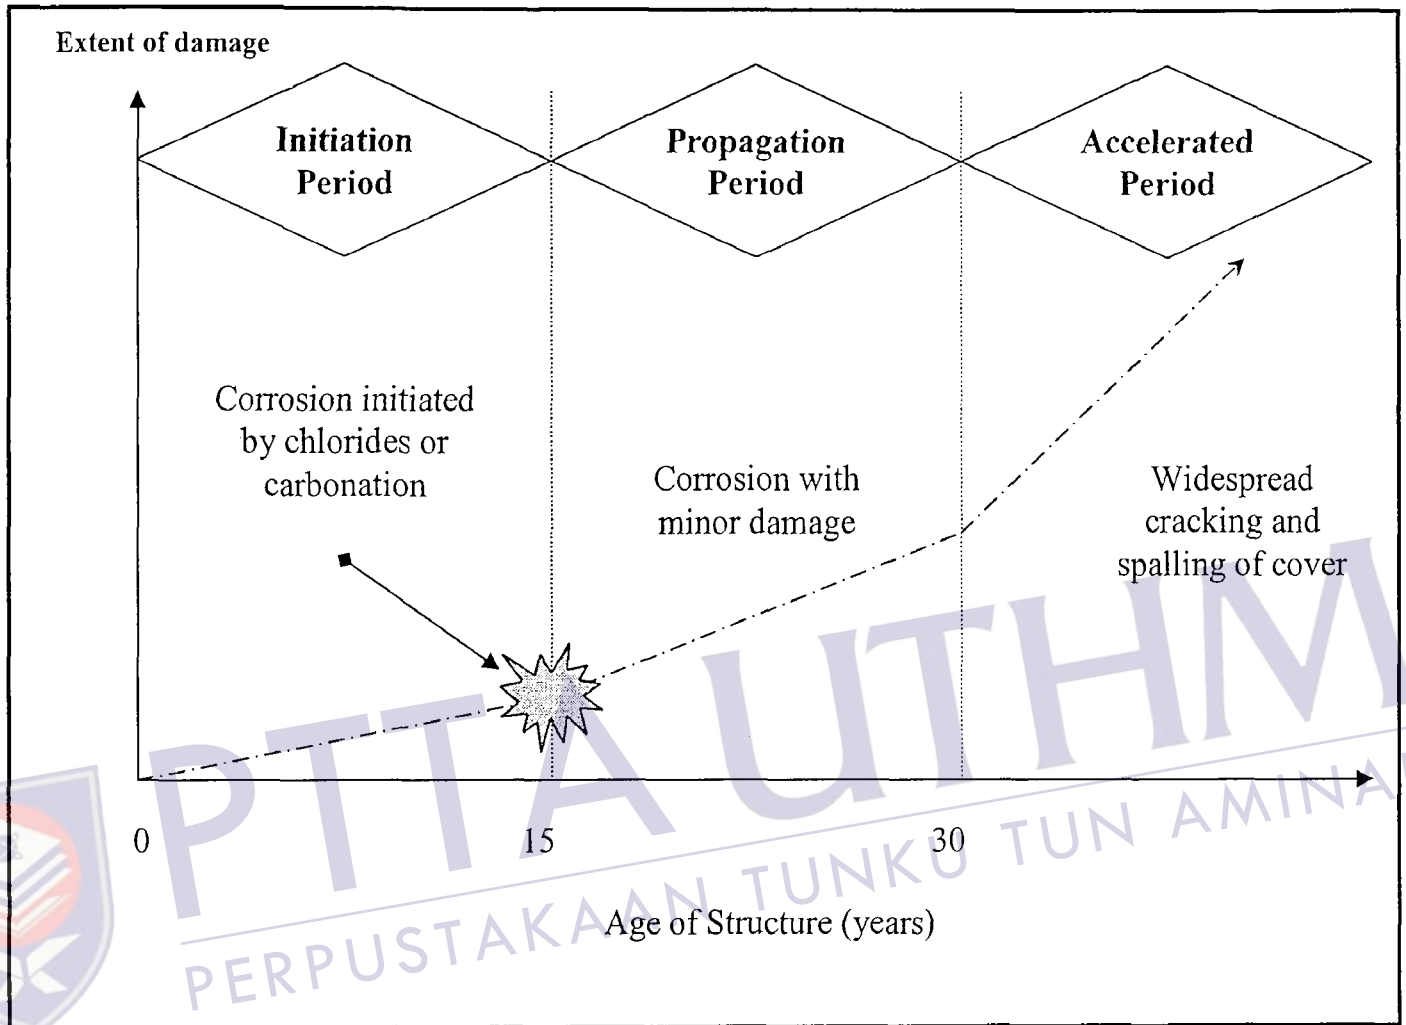 Extent of damage
Initiation
Period
Propagation
Period
Accelerated
Period
Corrosion initiated
by chlorides or
carbonation
Corrosion with
minor damage
Widespread
cracking and
spalling of cover
0
15
30
Age of Structure (years)
PTTA UTHM
PERPUSTAKAAN TUNKU TUN AMINAH